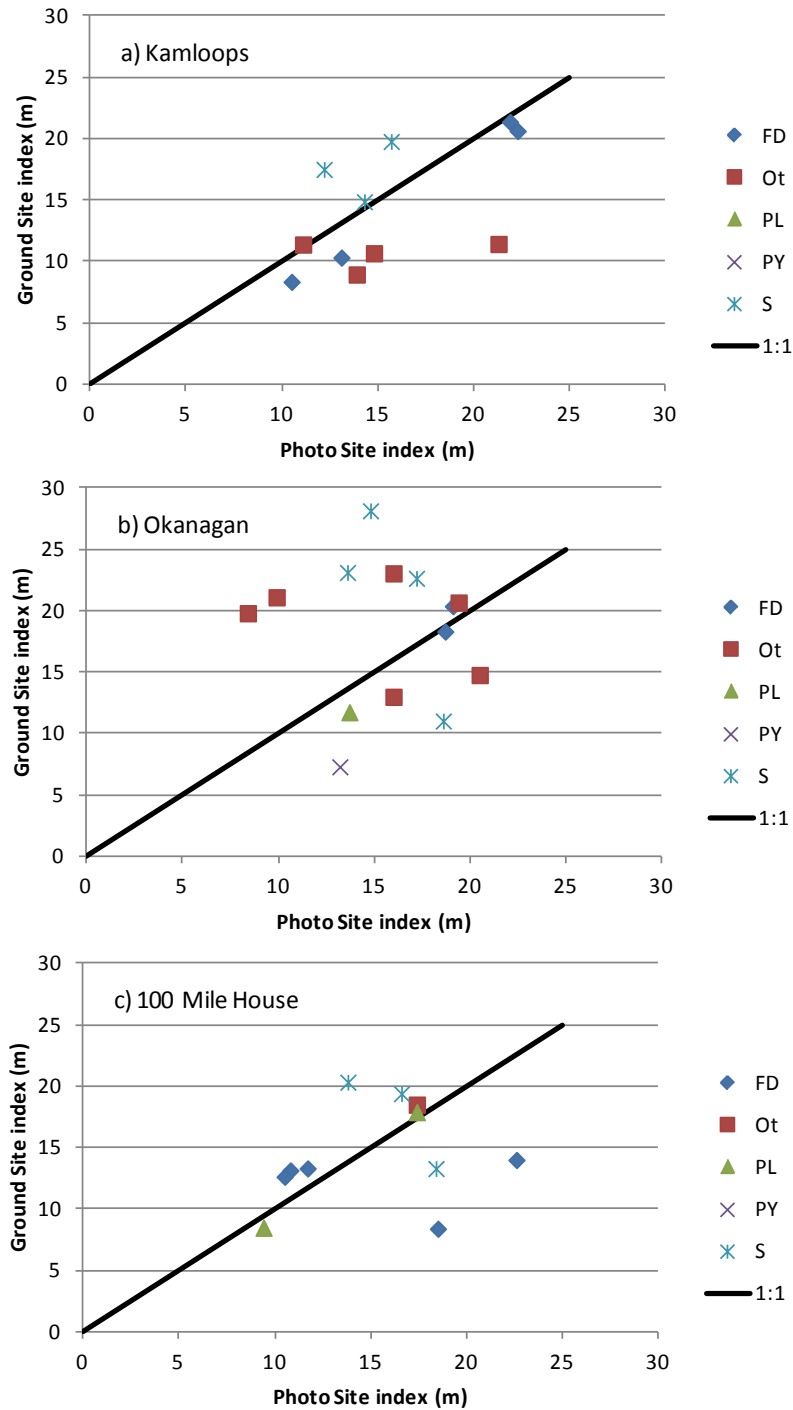 30
25
20
15
10
5
0
Ground Site index (m)
a) Kamloops
0 5 10 15 20 25 30
Photo Site index (m)
FD
Ot
PL
PY
S
1:1
30
25
20
15
10
5
0
Ground Site index (m)
b) Okanagan
0 5 10 15 20 25 30
Photo Site index (m)
FD
Ot
PL
PY
S
1:1
30
25
20
15
10
5
0
Ground Site index (m)
c) 100 Mile House
0 5 10 15 20 25 30
Photo Site index (m)
FD
Ot
PL
PY
S
1:1